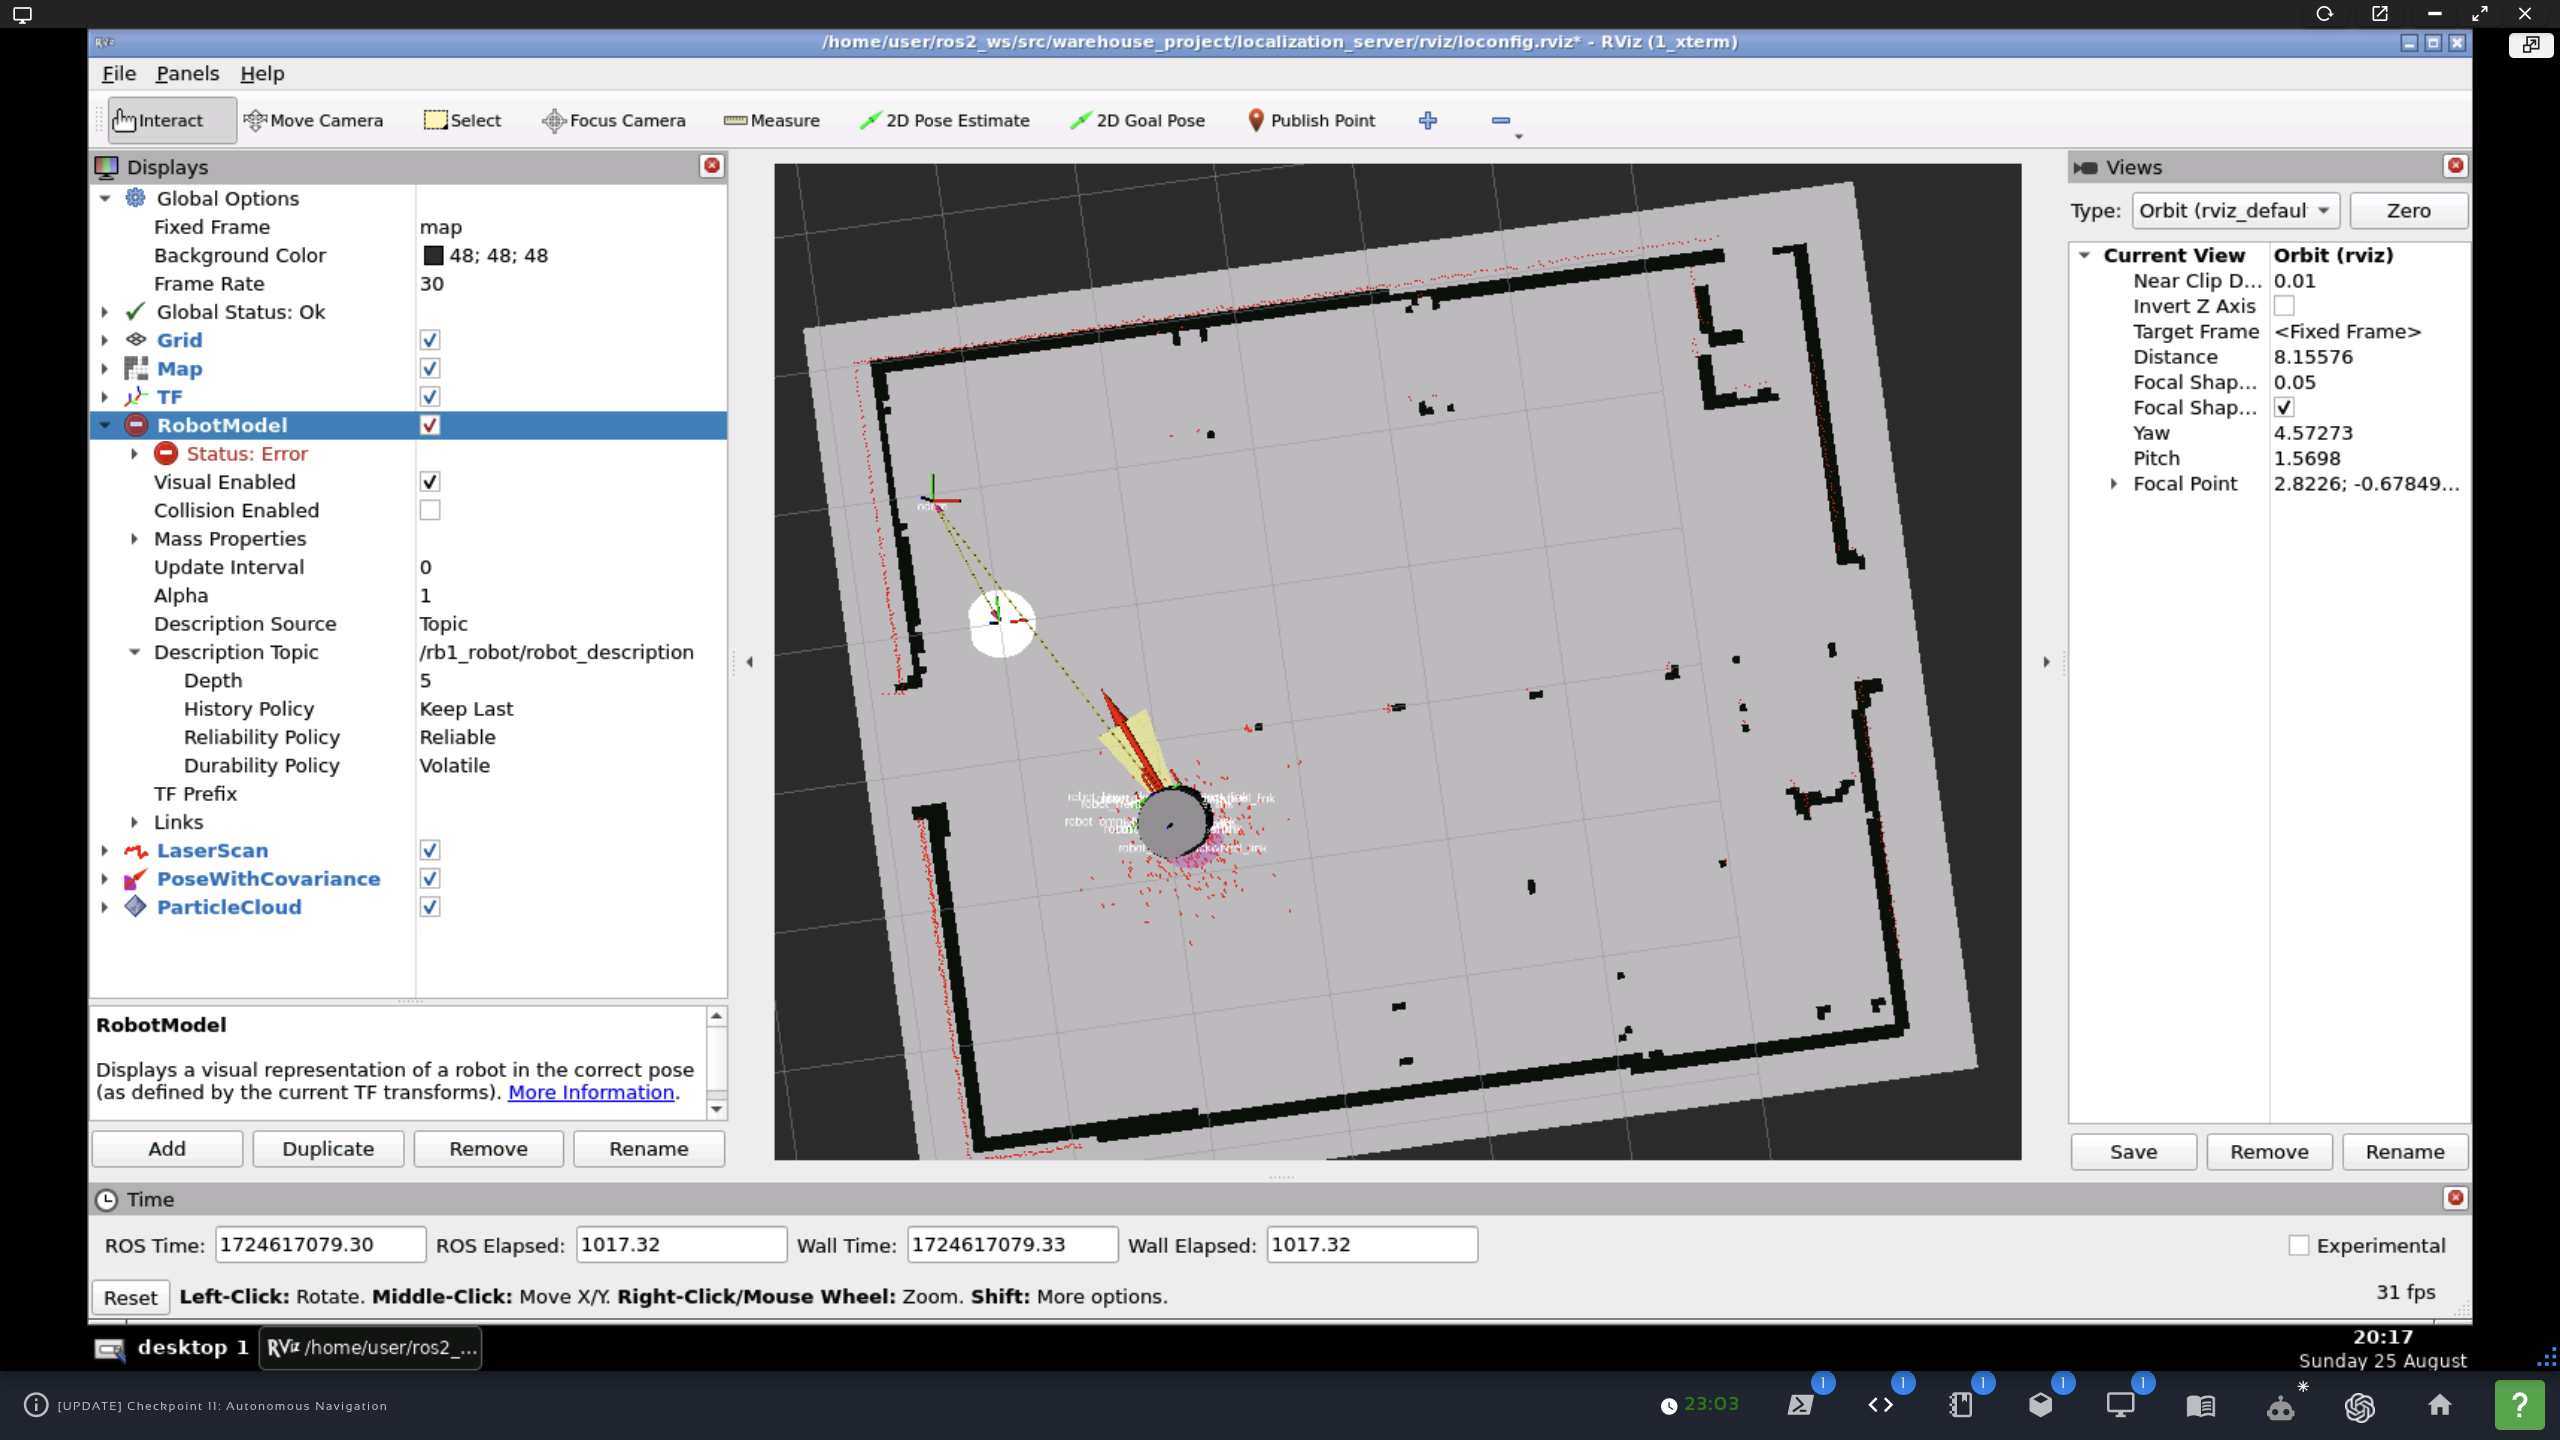 /home/user/ros2_ws/src/warehouse_project/localization_server/rviz/loconfig.rviz* - RViz (1_xterm)
File Panels Help
Interact Move Camera Select Focus Camera Measure 2D Pose Estimate 2D Goal Pose Publish Point
Displays
Global Options
Fixed Frame map
Background Color 48; 48; 48
Frame Rate 30
Global Status: Ok
Grid
Map
TF
RobotModel
Status: Error
Visual Enabled
Collision Enabled
Mass Properties
Update Interval 0
Alpha 1
Description Source Topic
Description Topic /rb1_robot/robot_description
Depth 5
History Policy Keep Last
Reliability Policy Reliable
Durability Policy Volatile
TF Prefix
Links
LaserScan
PoseWithCovariance
ParticleCloud
RobotModel
Displays a visual representation of a robot in the correct pose
(as defined by the current TF transforms). More Information.
Add Duplicate Remove Rename
Views
Type: Orbit (rviz_defaul Zero
Current View Orbit (rviz)
Near Clip D... 0.01
Invert Z Axis
Target Frame <Fixed Frame>
Distance 8.15576
Focal Shap... 0.05
Focal Shap...
Yaw 4.57273
Pitch 1.5698
Focal Point 2.8226; -0.67849...
Save Remove Rename
Time
ROS Time: 1724617079.30 ROS Elapsed: 1017.32 Wall Time: 1724617079.33 Wall Elapsed: 1017.32 Experimental
Reset Left-Click: Rotate. Middle-Click: Move X/Y. Right-Click/Mouse Wheel: Zoom. Shift: More options. 31 fps
desktop 1 RViz /home/user/ros2_...
20:17
Sunday 25 August
[UPDATE] Checkpoint 11: Autonomous Navigation
23:03 1 1 1 1 1 ?